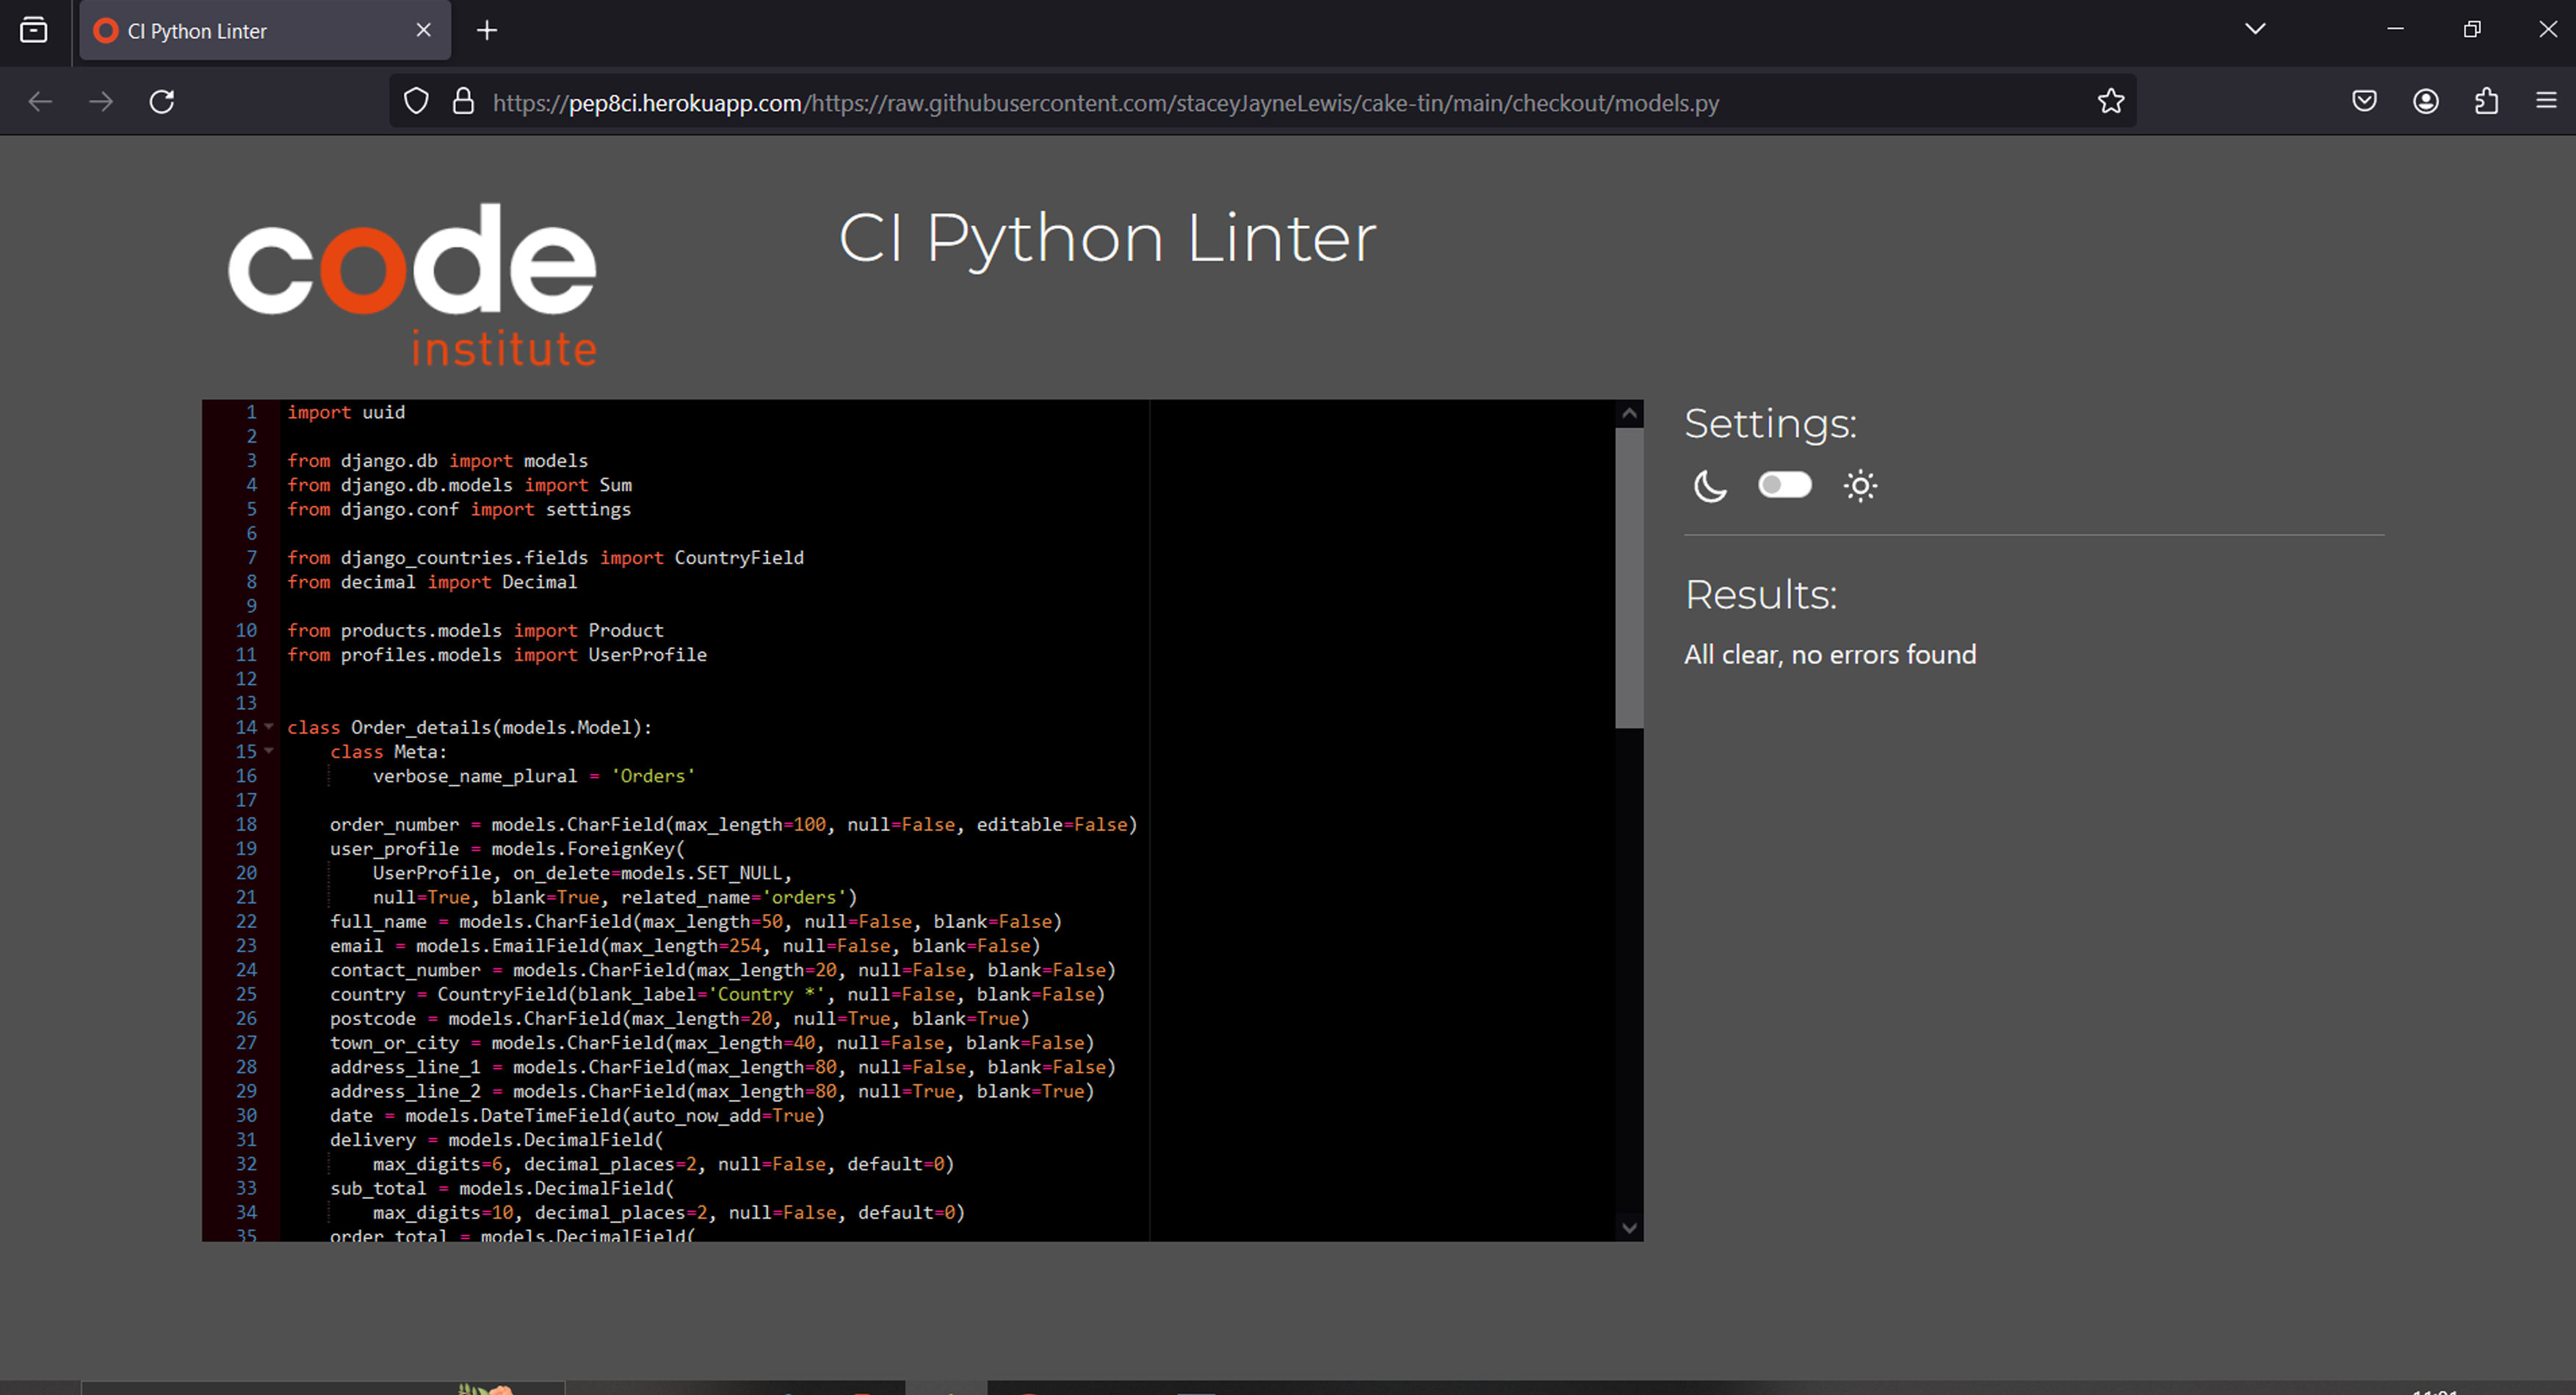 CI Python Linter
https://pep8ci.herokuapp.com/https://raw.githubusercontent.com/staceyJayneLewis/cake-tin/main/checkout/models.py
code
institute
CI Python Linter
1 import uuid
2
3 from django.db import models
4 from django.db.models import Sum
5 from django.conf import settings
6
7 from django_countries.fields import CountryField
8 from decimal import Decimal
9
10 from products.models import Product
11 from profiles.models import UserProfile
12
13
14 class Order_details(models.Model):
15     class Meta:
16         verbose_name_plural = 'Orders'
17
18     order_number = models.CharField(max_length=100, null=False, editable=False)
19     user_profile = models.ForeignKey(
20         UserProfile, on_delete=models.SET_NULL,
21         null=True, blank=True, related_name='orders')
22     full_name = models.CharField(max_length=50, null=False, blank=False)
23     email = models.EmailField(max_length=254, null=False, blank=False)
24     contact_number = models.CharField(max_length=20, null=False, blank=False)
25     country = CountryField(blank_label='Country *', null=False, blank=False)
26     postcode = models.CharField(max_length=20, null=True, blank=True)
27     town_or_city = models.CharField(max_length=40, null=False, blank=False)
28     address_line_1 = models.CharField(max_length=80, null=False, blank=False)
29     address_line_2 = models.CharField(max_length=80, null=True, blank=True)
30     date = models.DateTimeField(auto_now_add=True)
31     delivery = models.DecimalField(
32         max_digits=6, decimal_places=2, null=False, default=0)
33     sub_total = models.DecimalField(
34         max_digits=10, decimal_places=2, null=False, default=0)
35     order_total = models.DecimalField(
Settings:
Results:
All clear, no errors found